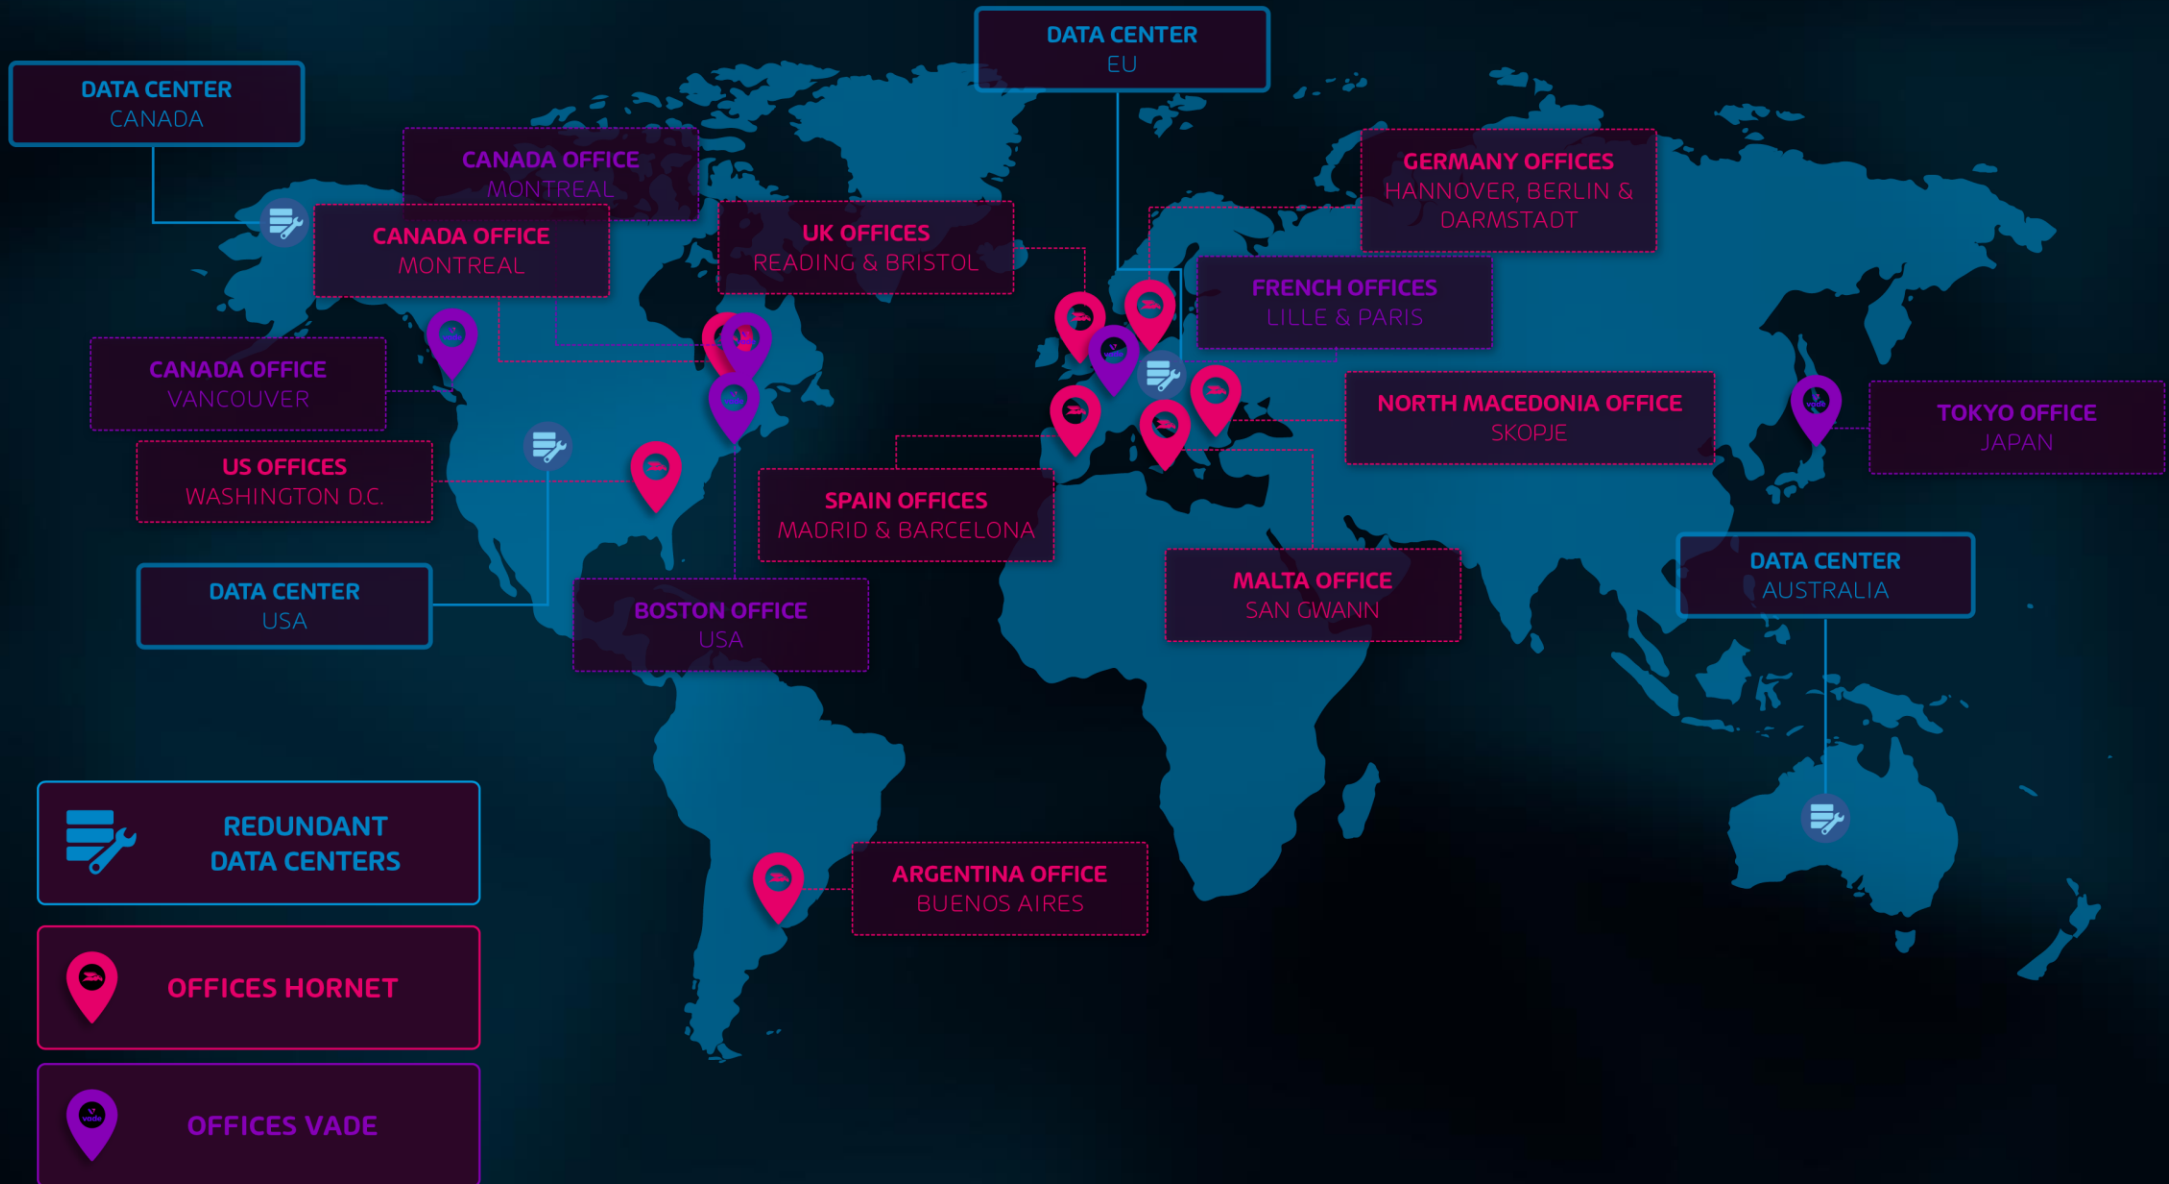 DATA CENTER
EU
DATA CENTER
CANADA
CANADA OFFICE
MONTREAL
GERMANY OFFICES
HANNOVER, BERLIN &
DARMSTADT
CANADA OFFICE
MONTREAL
UK OFFICES
READING & BRISTOL
FRENCH OFFICES
LILLE & PARIS
CANADA OFFICE
VANCOUVER
NORTH MACEDONIA OFFICE
SKOPJE
TOKYO OFFICE
JAPAN
US OFFICES
WASHINGTON D.C.
SPAIN OFFICES
MADRID & BARCELONA
DATA CENTER
AUSTRALIA
MALTA OFFICE
SAN GWANN
DATA CENTER
USA
BOSTON OFFICE
USA
REDUNDANT
DATA CENTERS
ARGENTINA OFFICE
BUENOS AIRES
OFFICES HORNET
vade
OFFICES VADE